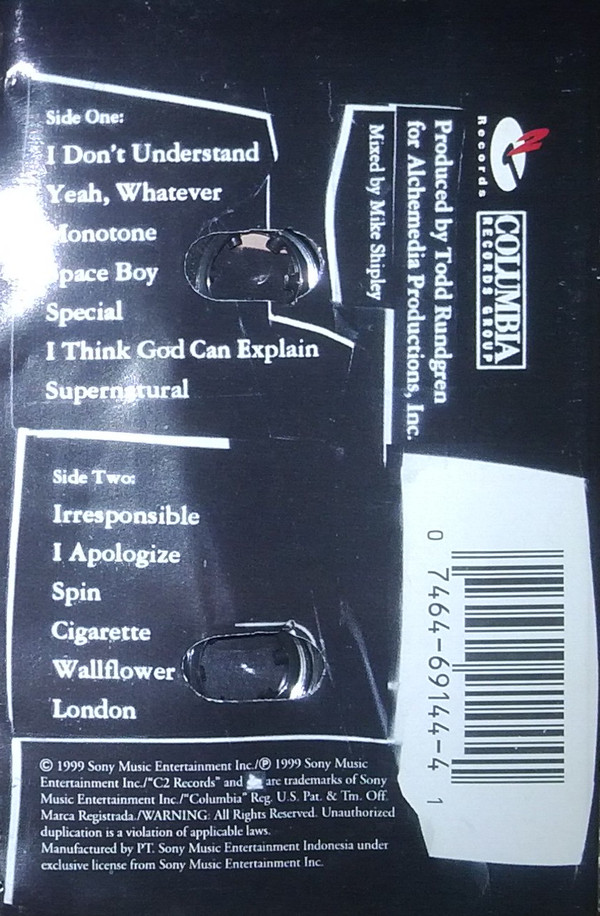 Side One:
I Don't Understand
Yeah, Whatever
Monotone
Space Boy
Special
I Think God Can Explain
Supernatural
Side Two:
Irresponsible
I Apologize
Spin
Cigarette
Wallflower
London
© 1999 Sony Music Entertainment Inc./℗ 1999 Sony Music
Entertainment Inc./"C2 Records" and are trademarks of Sony
Music Entertainment Inc./"Columbia" Reg. U.S. Pat. & Tm. Off.
Marca Registrada./WARNING: All Rights Reserved. Unauthorized
duplication is a violation of applicable laws.
Manufactured by PT. Sony Music Entertainment Indonesia under
exclusive license from Sony Music Entertainment Inc.
C2
Records
COLUMBIA
RECORDS GROUP
Produced by Todd Rundgren
for Alchemedia Productions, Inc.
Mixed by Mike Shipley
0 7464-69144-4 1